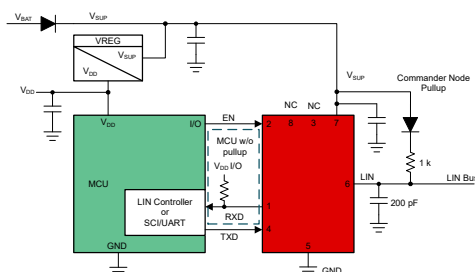 VBAT
VSUP
VREG
VSUP
VDD
VDD
VSUP
Commander Node
Pullup
NC
NC
VDD
I/O
EN
2
8
3
7
MCU w/o
pullup
VDD I/O
1 k
MCU
LIN
LIN Bus
6
LIN Controller
or
SCI/UART
1
RXD
200 pF
4
TXD
GND
5
GND